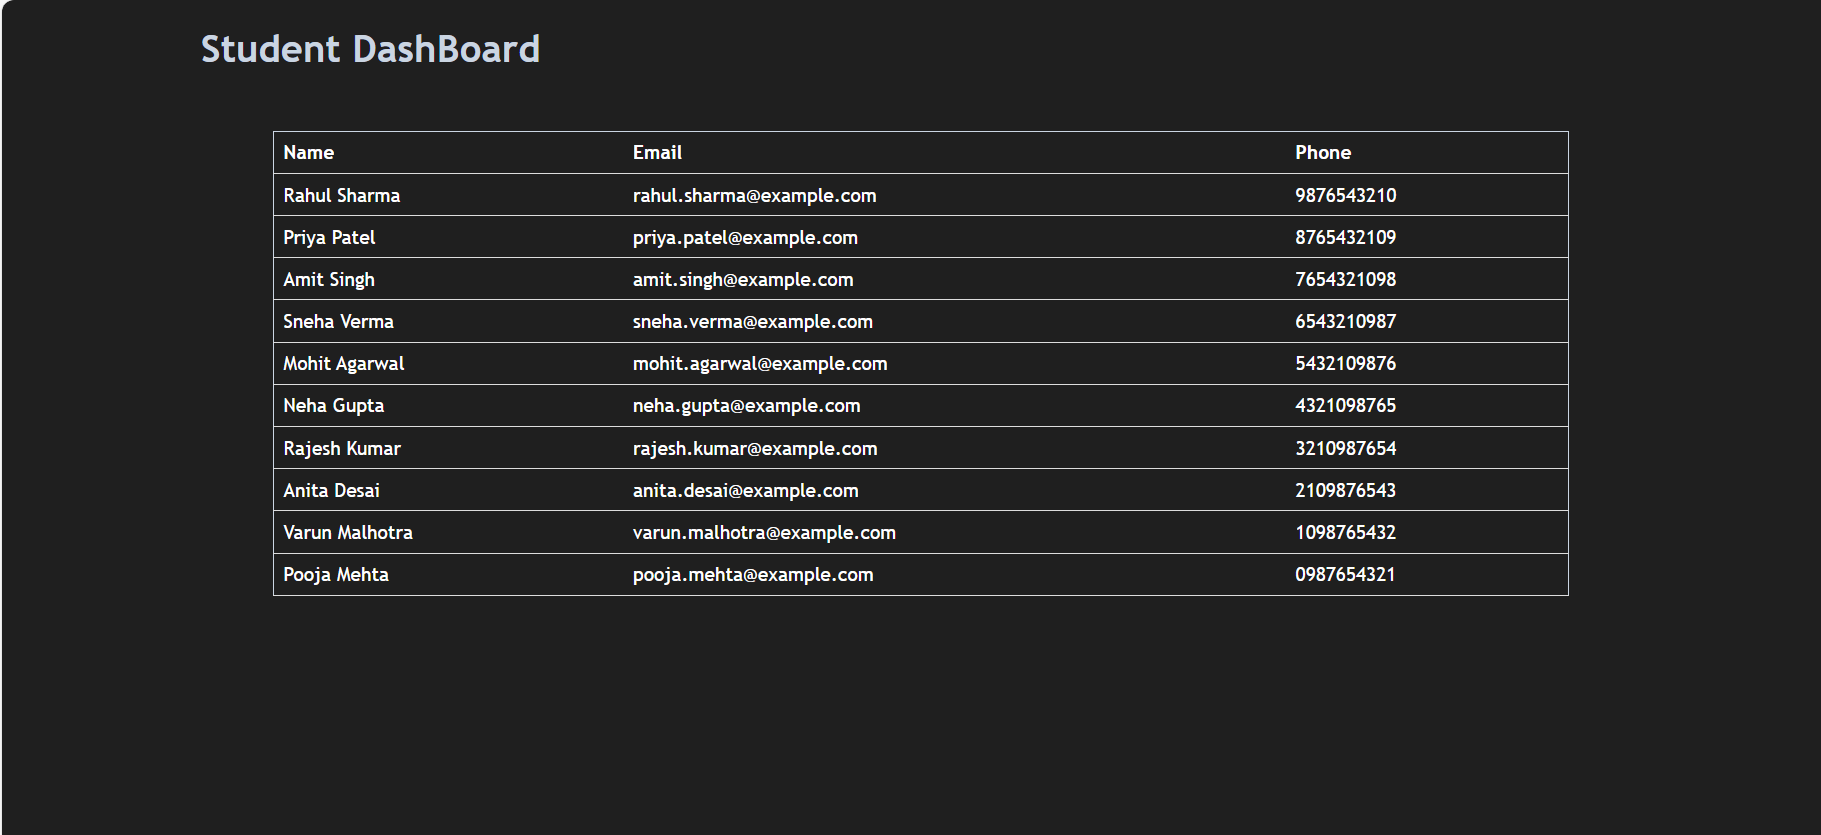 Student DashBoard
Name Email Phone
Rahul Sharma rahul.sharma@example.com 9876543210
Priya Patel priya.patel@example.com 8765432109
Amit Singh amit.singh@example.com 7654321098
Sneha Verma sneha.verma@example.com 6543210987
Mohit Agarwal mohit.agarwal@example.com 5432109876
Neha Gupta neha.gupta@example.com 4321098765
Rajesh Kumar rajesh.kumar@example.com 3210987654
Anita Desai anita.desai@example.com 2109876543
Varun Malhotra varun.malhotra@example.com 1098765432
Pooja Mehta pooja.mehta@example.com 0987654321